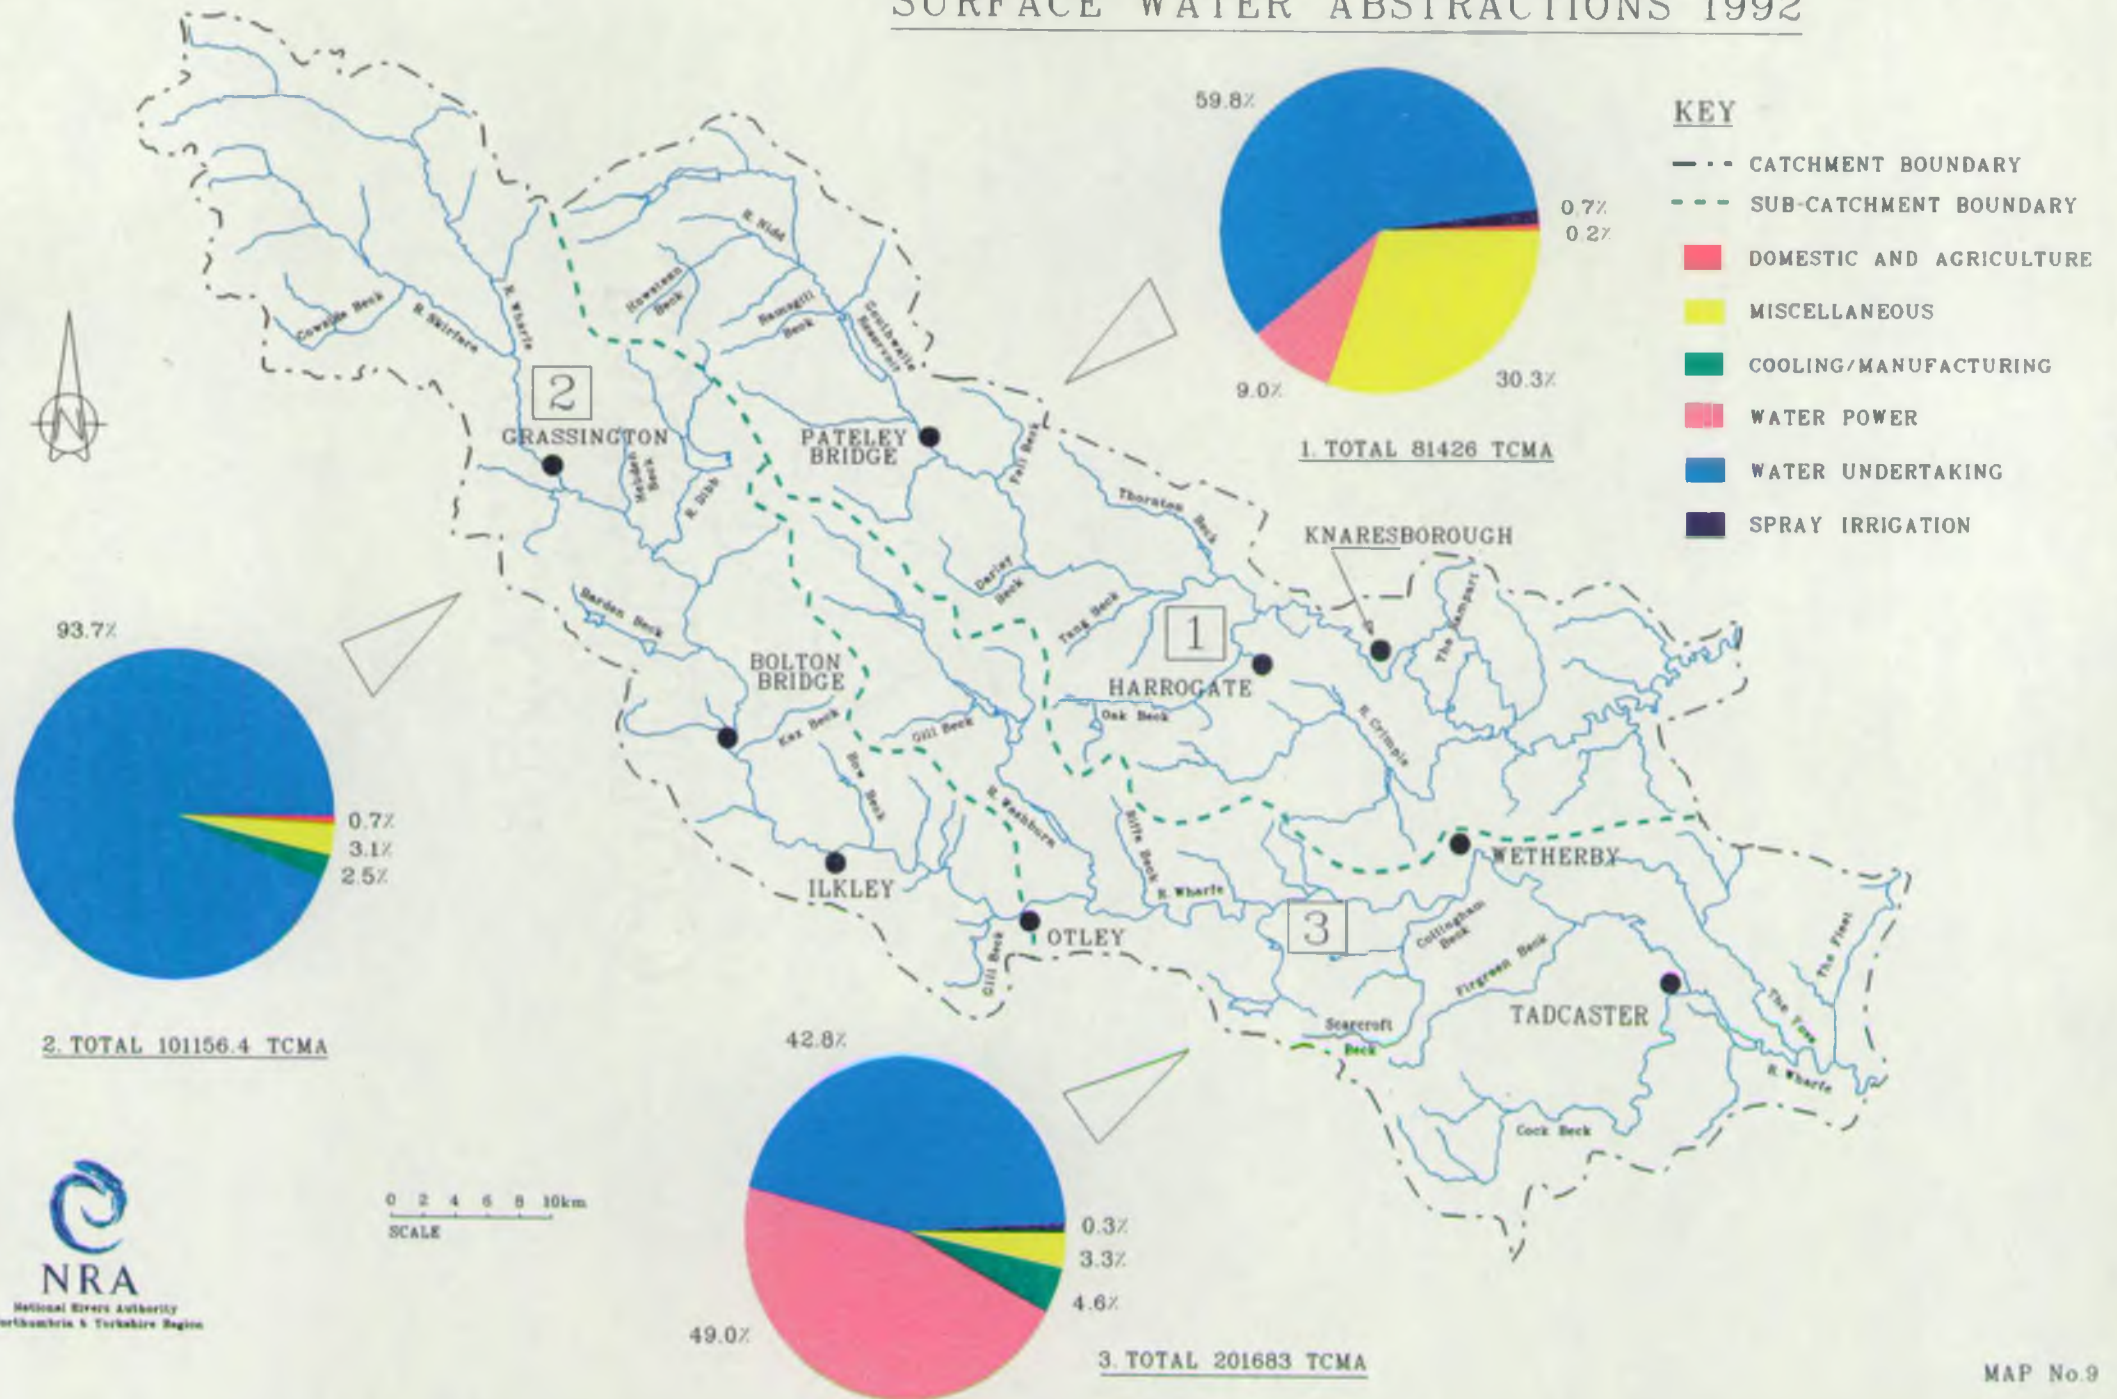 SURFACE WATER ABSTRACTIONS 1992
59.8%
0.7%
0.2%
30.3%
9.0%
1. TOTAL 81426 TCMA
KEY
CATCHMENT BOUNDARY
SUB-CATCHMENT BOUNDARY
DOMESTIC AND AGRICULTURE
MISCELLANEOUS
COOLING/MANUFACTURING
WATER POWER
WATER UNDERTAKING
SPRAY IRRIGATION
N
R. Nidd
Howstean
Beck
Ramsgill
Beck
Gouthwaite
Reservoir
Cowside Beck
R. Skirfare
R. Wharfe
2
GRASSINGTON
Hebden
Beck
R. Dibb
PATELEY
BRIDGE
Fell Beck
Thornton Beck
KNARESBOROUGH
Darley
Beck
Tang Beck
The Rampart
1
HARROGATE
Oak Beck
R. Crimple
Barden Beck
BOLTON
BRIDGE
Kex Beck
Gill Beck
How Beck
R. Washburn
Riffa Beck
R. Wharfe
WETHERBY
ILKLEY
OTLEY
Gill Beck
3
Collingham
Beck
Firgreen Beck
Scarcroft
Beck
TADCASTER
The Fleet
The Foss
R. Wharfe
Cock Beck
93.7%
0.7%
3.1%
2.5%
2. TOTAL 101156.4 TCMA
42.8%
0.3%
3.3%
4.6%
49.0%
3. TOTAL 201683 TCMA
0 2 4 6 8 10km
SCALE
NRA
National Rivers Authority
Northumbria & Yorkshire Region
MAP No.9